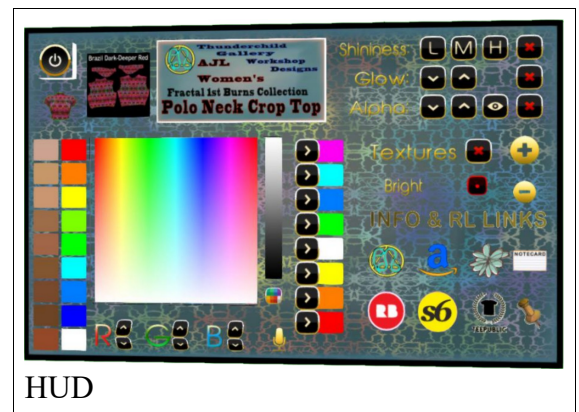 Brazil Dark-Deeper Red
Thunderchild
Gallery
AJL Workshop
Designs
Women's
Fractal 1st Burns Collection
Polo Neck Crop Top
Shininess: L M H
Glow:
Alpha:
Textures
Bright
INFO & RL LINKS
a
NOTECARD
RB
s6
TEEPUBLIC
R G B
HUD